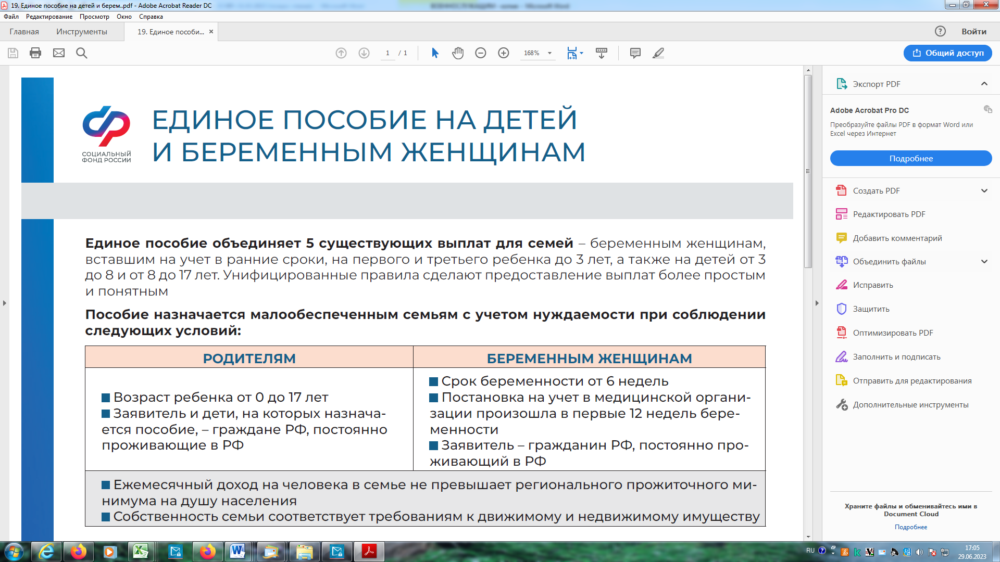 19. Единое пособие на детей и берем..pdf - Adobe Acrobat Reader DC
Файл Редактирование Просмотр Окно Справка
Главная Инструменты 19. Единое пособи... × Войти
1 / 1 168% Общий доступ
СОЦИАЛЬНЫЙ
ФОНД РОССИИ
ЕДИНОЕ ПОСОБИЕ НА ДЕТЕЙ
И БЕРЕМЕННЫМ ЖЕНЩИНАМ
Единое пособие объединяет 5 существующих выплат для семей – беременным женщинам,
вставшим на учет в ранние сроки, на первого и третьего ребенка до 3 лет, а также на детей от 3
до 8 и от 8 до 17 лет. Унифицированные правила сделают предоставление выплат более простым
и понятным
Пособие назначается малообеспеченным семьям с учетом нуждаемости при соблюдении
следующих условий:
РОДИТЕЛЯМ
Возраст ребенка от 0 до 17 лет
Заявитель и дети, на которых назнача-
ется пособие, – граждане РФ, постоянно
проживающие в РФ
БЕРЕМЕННЫМ ЖЕНЩИНАМ
Срок беременности от 6 недель
Постановка на учет в медицинской органи-
зации произошла в первые 12 недель бере-
менности
Заявитель – гражданин РФ, постоянно про-
живающий в РФ
Ежемесячный доход на человека в семье не превышает регионального прожиточного ми-
нимума на душу населения
Собственность семьи соответствует требованиям к движимому и недвижимому имуществу
Экспорт PDF
Adobe Acrobat Pro DC
Преобразуйте файлы PDF в формат Word или
Excel через Интернет
Подробнее
Создать PDF
Редактировать PDF
Добавить комментарий
Объединить файлы
Исправить
Защитить
Оптимизировать PDF
Заполнить и подписать
Отправить для редактирования
Дополнительные инструменты
Храните файлы и обменивайтесь ими в
Document Cloud
Подробнее
RU 17:05
29.06.2023